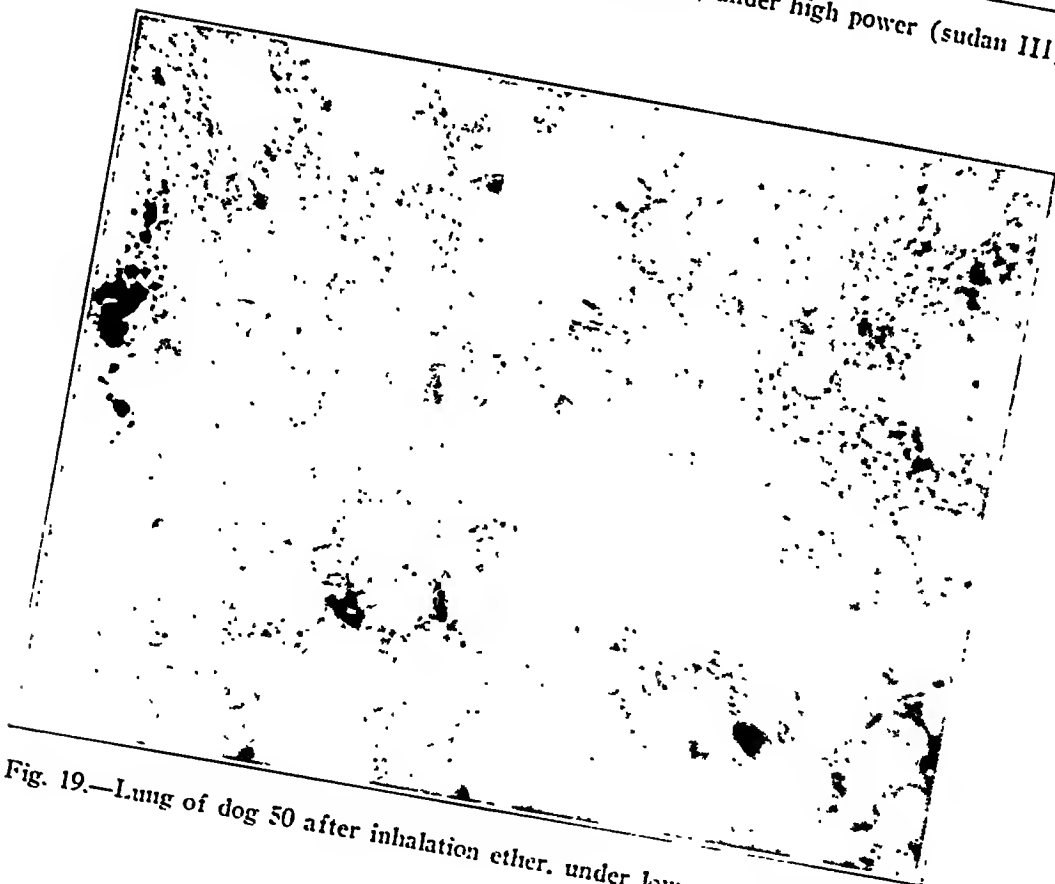 under high power (sudan III
Fig. 19.—Lung of dog 50 after inhalation ether. under